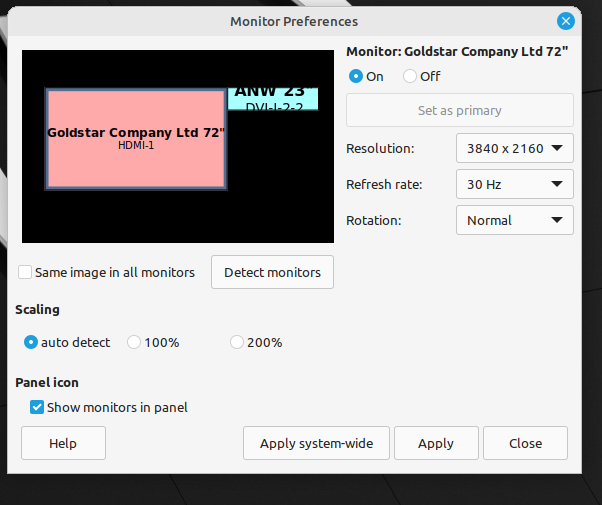 Monitor Preferences
Monitor: Goldstar Company Ltd 72"
On Off
Set as primary
Resolution: 3840 x 2160
Refresh rate: 30 Hz
Rotation: Normal
ANW 23
DVI-I-2-2
Goldstar Company Ltd 72"
HDMI-1
Same image in all monitors Detect monitors
Scaling
auto detect 100% 200%
Panel icon
Show monitors in panel
Help Apply system-wide Apply Close